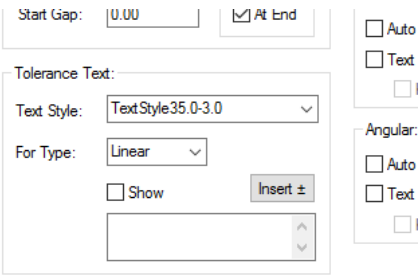 Start Gap: 0.00 At End
Tolerance Text:
Text Style: TextStyle35.0-3.0
For Type: Linear
Show Insert ±
Auto
Text
Angular:
Auto
Text